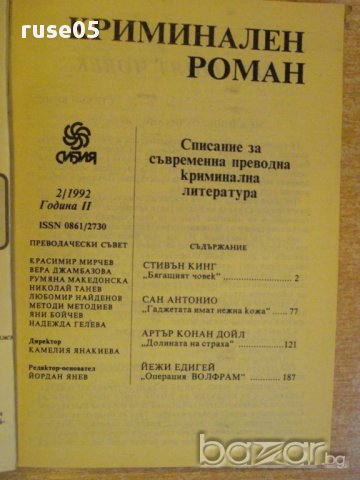 ruse05
КРИМИНАЛЕН
РОМАН
СИБИЯ
2/1992
Година II
ISSN 0861/2730
ПРЕВОДАЧЕСКИ СЪВЕТ
КРАСИМИР МИРЧЕВ
ВЕРА ДЖАМБАЗОВА
РУМЯНА МАКЕДОНСКА
НИКОЛАЙ ТАНЕВ
ЛЮБОМИР НАЙДЕНОВ
МЕТОДИ МЕТОДИЕВ
ЯНИ БОЙЧЕВ
НАДЕЖДА ГЕЛЕВА
Директор
КАМЕЛИЯ ЯНАКИЕВА
Редактор-основател
ЙОРДАН ЯНЕВ
Списание за
съвременна преводна
криминална
литература
СЪДЪРЖАНИЕ
СТИВЪН КИНГ
„Бягащият човек“ ........................ 2
САН АНТОНИО
„Гаджетата имат нежна кожа“ ..... 77
АРТЪР КОНАН ДОЙЛ
„Долината на страха“ ................ 121
ЙЕЖИ ЕДИГЕЙ
„Операция ВОЛФРАМ“ ............ 187
bazar.bg